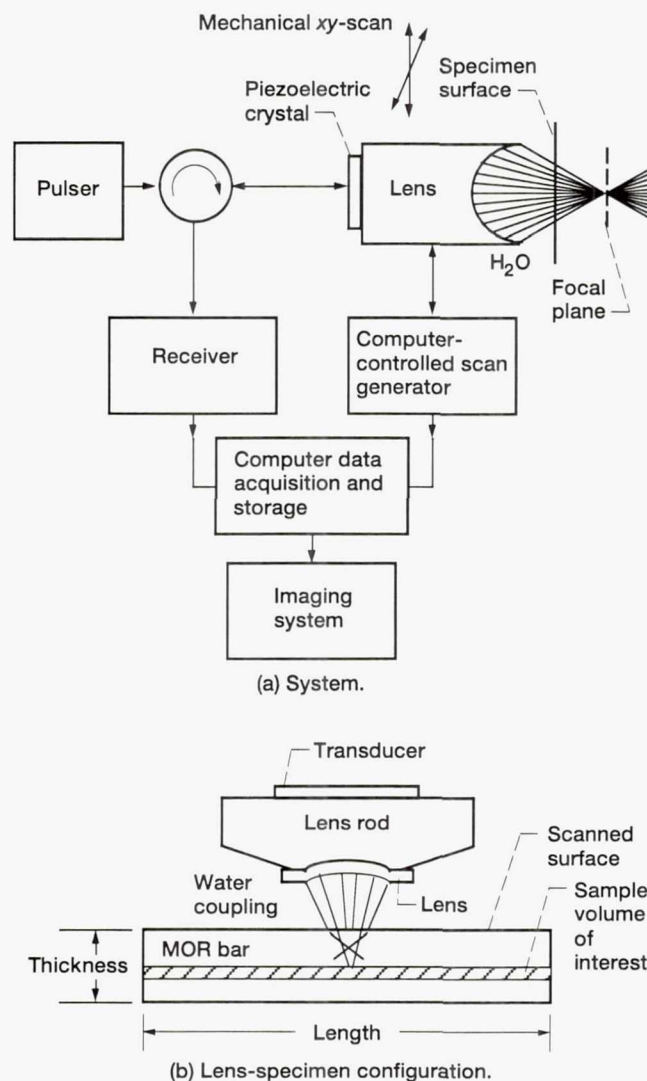 Mechanical xy-scan
Piezoelectric
crystal
Specimen
surface
Pulser
Lens
H2O
Focal
plane
Receiver
Computer-
controlled scan
generator
Computer data
acquisition and
storage
Imaging
system
(a) System.
Transducer
Lens rod
Scanned
surface
Water
coupling
Lens
Sample
volume
of
interest
MOR bar
Thickness
Length
(b) Lens-specimen configuration.